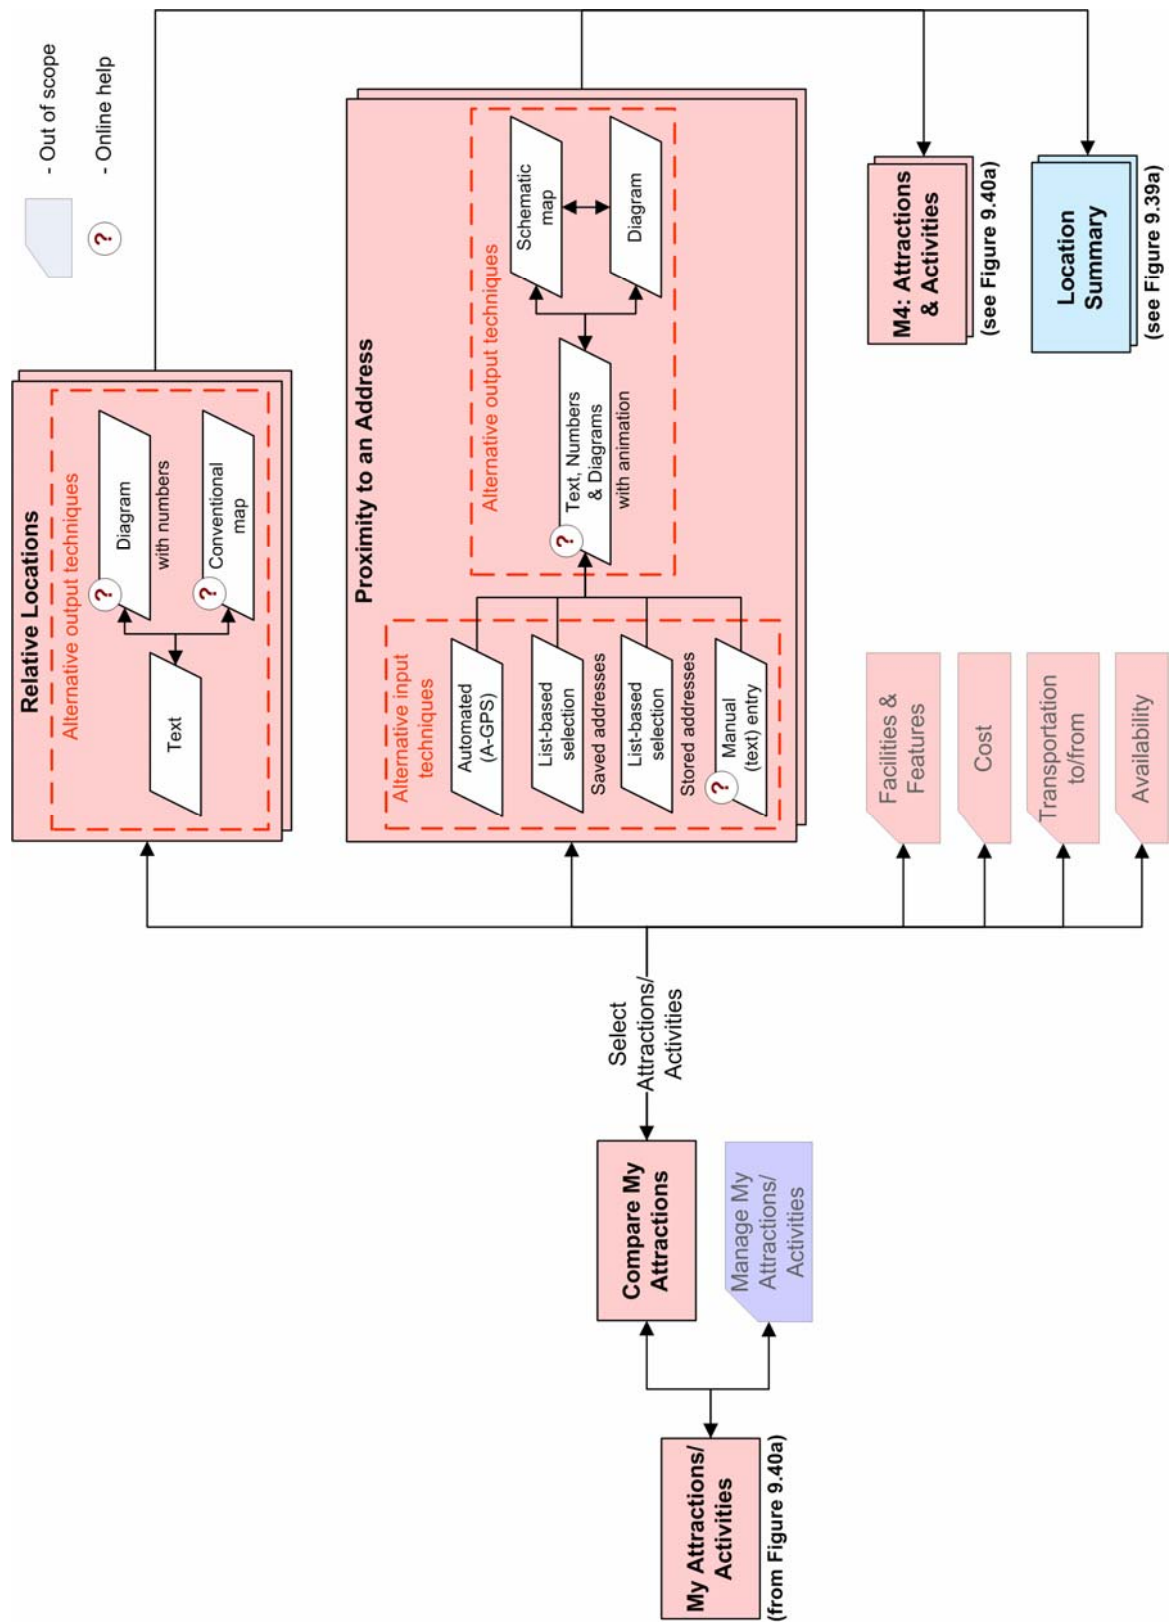 My Attractions/
Activities
(from Figure 9.40a)
Compare My
Attractions
Manage My
Attractions/
Activities
Select
Attractions/
Activities
Relative Locations
Alternative output techniques
Text
?
Diagram
with numbers
?
Conventional
map
Proximity to an Address
Alternative input
techniques
Automated
(A-GPS)
List-based
selection
Saved addresses
List-based
selection
Stored addresses
?
Manual
(text) entry
Alternative output techniques
?
Text, Numbers
& Diagrams
with animation
Schematic
map
Diagram
Facilities &
Features
Cost
Transportation
to/from
Availability
M4: Attractions
& Activities
(see Figure 9.40a)
Location
Summary
(see Figure 9.39a)
- Out of scope
?
- Online help